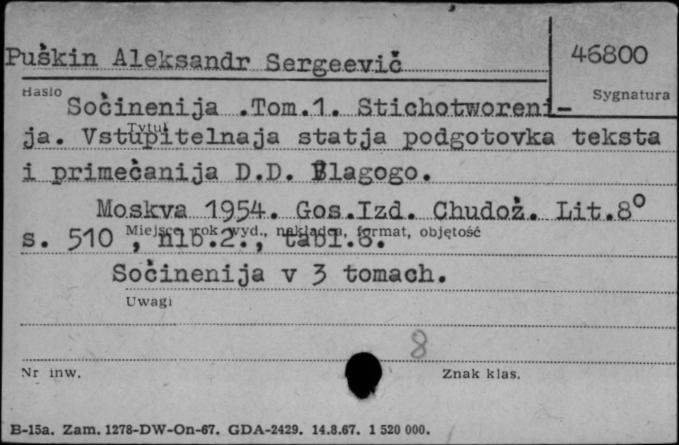 Puškin Aleksandr Sergeevič
46800
Hasło
Sygnatura
Sočinenija .Tom.1. Stichotworeni-
Tytuł
ja. Vstupitelnaja statja podgotovka teksta
i primečanija D.D. Blagogo.
Moskva 1954. Gos.Izd. Chudož. Lit.8°
Miejsce, rok wyd., nakładca, format, objętość
s. 510 , nlb.2., tabl.8.
Sočinenija v 3 tomach.
Uwagi
8
Nr inw.
Znak klas.
B-15a. Zam. 1278-DW-On-67. GDA-2429. 14.8.67. 1 520 000.